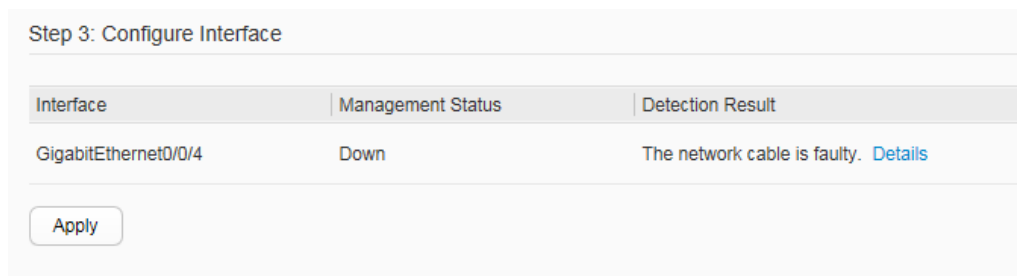 Step 3: Configure Interface
Interface Management Status Detection Result
GigabitEthernet0/0/4 Down The network cable is faulty. Details
Apply